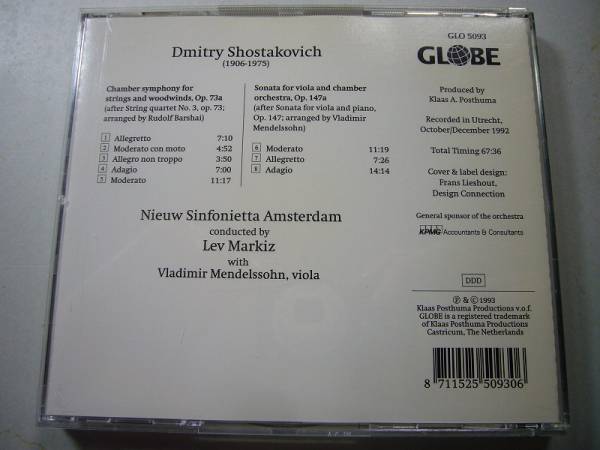 Dmitry Shostakovich
(1906-1975)
Chamber symphony for
strings and woodwinds, Op. 73a
(after String quartet No. 3, op. 73;
arranged by Rudolf Barshai)
1 Allegretto 7:10
2 Moderato con moto 4:52
3 Allegro non troppo 3:50
4 Adagio 7:00
5 Moderato 11:17
Sonata for viola and chamber
orchestra, Op. 147a
(after Sonata for viola and piano,
Op. 147; arranged by Vladimir
Mendelssohn)
6 Moderato 11:19
7 Allegretto 7:26
8 Adagio 14:14
Nieuw Sinfonietta Amsterdam
conducted by
Lev Markiz
with
Vladimir Mendelssohn, viola
GLO 5093
GLOBE
Produced by
Klaas A. Posthuma
Recorded in Utrecht,
October/December 1992
Total Timing 67:36
Cover & label design:
Frans Lieshout,
Design Connection
General sponsor of the orchestra
KPMG Accountants & Consultants
DDD
℗ & © 1993
Klaas Posthuma Productions v.o.f.
GLOBE is a registered trademark
of Klaas Posthuma Productions
Castricum, The Netherlands
8 711525 509306